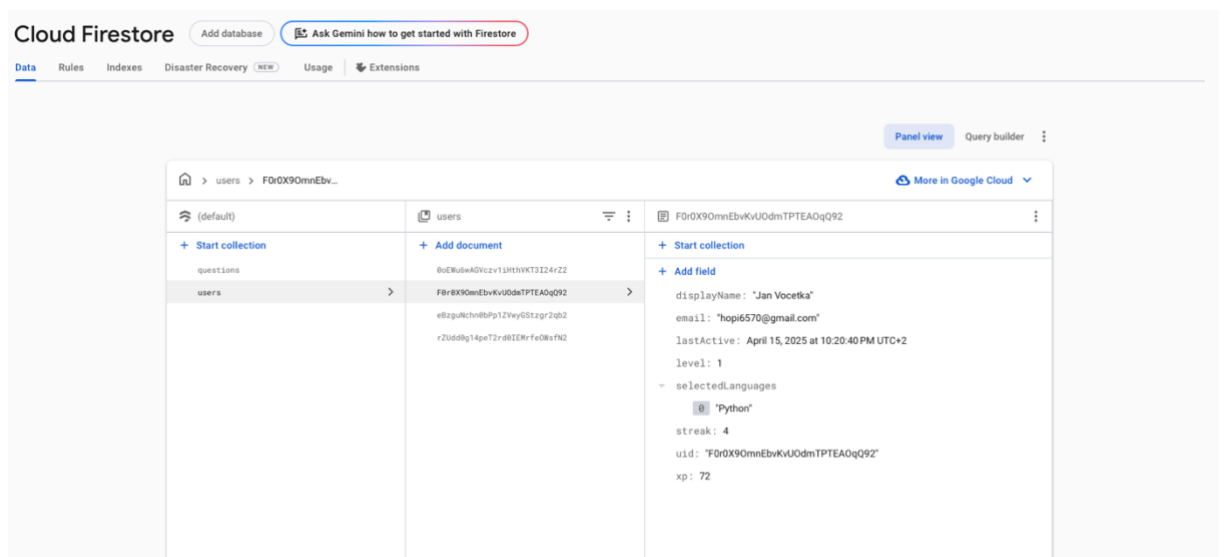 Cloud Firestore
Add database
Ask Gemini how to get started with Firestore
Data
Rules
Indexes
Disaster Recovery NEW
Usage
Extensions
Panel view
Query builder
users > F0r0X9OmnEbv...
More in Google Cloud
(default)
Start collection
questions
users
users
Add document
0oEWu6wAGVczv1iHthVKT3I24rZ2
F0r0X9OmnEbvKvUOdmTPTEAOqQ92
eBzguNchn0bPp1ZVwyGStzgr2qb2
rZUdd0g14peT2rd0IEMrfeOWsfN2
F0r0X9OmnEbvKvUOdmTPTEAOqQ92
Start collection
Add field
displayName: "Jan Vocetka"
email: "hopi6570@gmail.com"
lastActive: April 15, 2025 at 10:20:40 PM UTC+2
level: 1
selectedLanguages
0 "Python"
streak: 4
uid: "F0r0X9OmnEbvKvUOdmTPTEAOqQ92"
xp: 72